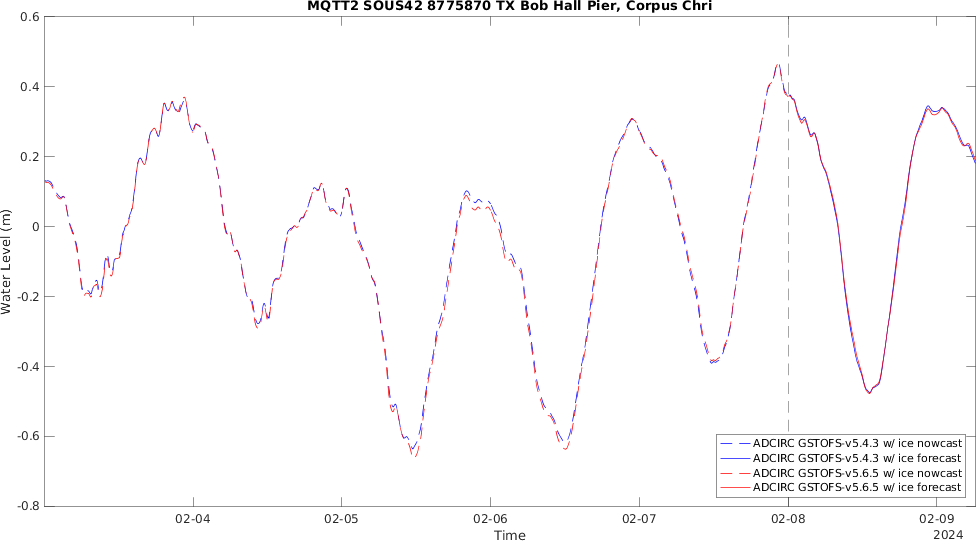 MQTT2 SOUS42 8775870 TX Bob Hall Pier, Corpus Chri
0.6
0.4
0.2
0
-0.2
-0.4
-0.6
-0.8
Water Level (m)
ADCIRC GSTOFS-v5.4.3 w/ ice nowcast
ADCIRC GSTOFS-v5.4.3 w/ ice forecast
ADCIRC GSTOFS-v5.6.5 w/ ice nowcast
ADCIRC GSTOFS-v5.6.5 w/ ice forecast
02-04 02-05 02-06 02-07 02-08 02-09
Time
2024